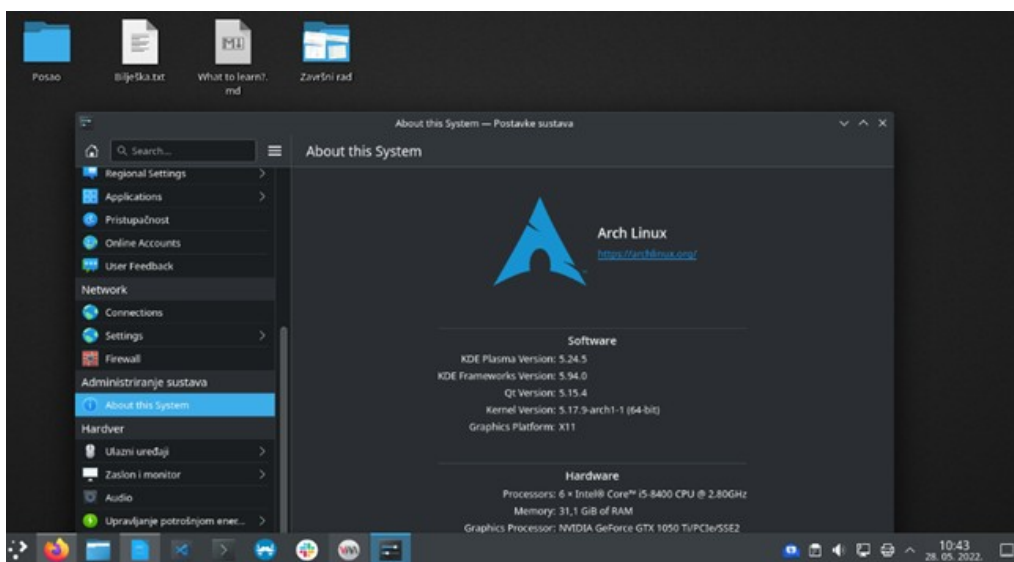 Posao
Bilješka.txt
What to learn?.
md
Završni rad
About this System — Postavke sustava
Search...
About this System
Regional Settings
Applications
Pristupačnost
Online Accounts
User Feedback
Network
Connections
Settings
Firewall
Administriranje sustava
About this System
Hardver
Ulazni uređaji
Zaslon i monitor
Audio
Upravljanje potrošnjom ener...
Arch Linux
https://archlinux.org/
Software
KDE Plasma Version: 5.24.5
KDE Frameworks Version: 5.94.0
Qt Version: 5.15.4
Kernel Version: 5.17.9-arch1-1 (64-bit)
Graphics Platform: X11
Hardware
Processors: 6 × Intel® Core™ i5-8400 CPU @ 2.80GHz
Memory: 31,1 GiB of RAM
Graphics Processor: NVIDIA GeForce GTX 1050 Ti/PCIe/SSE2
10:43
28. 05. 2022.